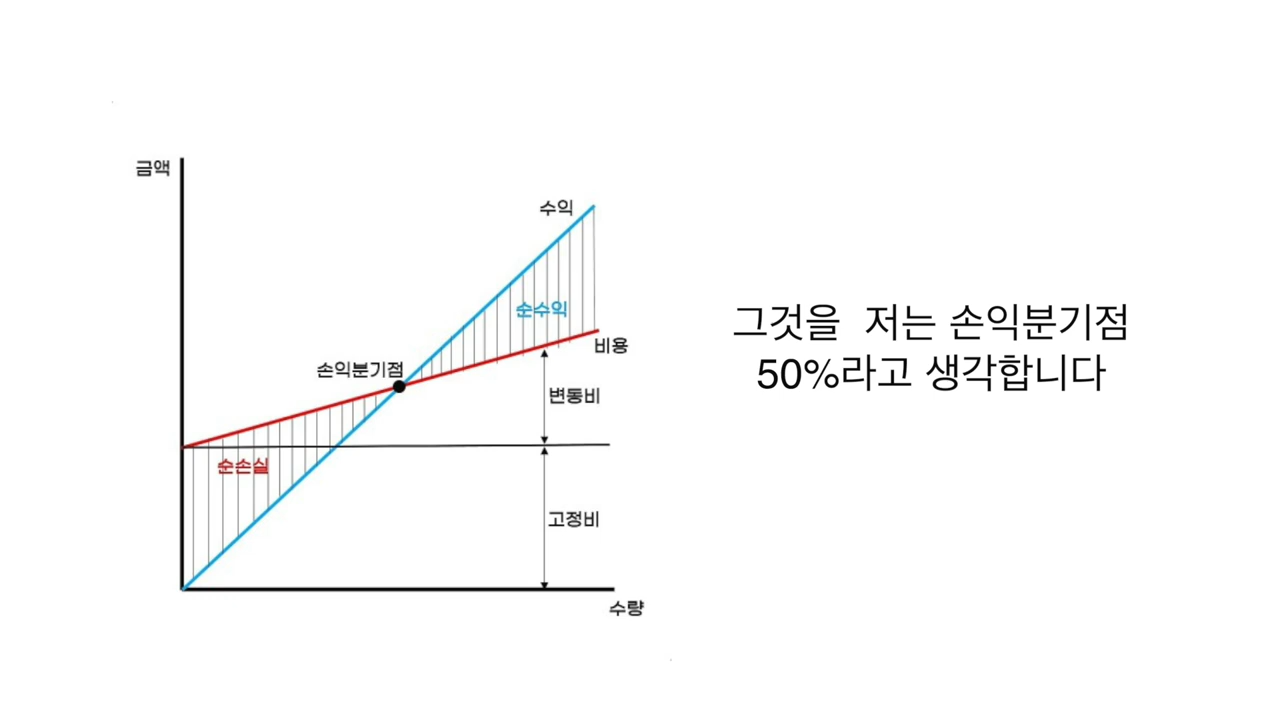 금액
수익
순수익
비용
손익분기점
변동비
순손실
고정비
수량
그것을 저는 손익분기점
50%라고 생각합니다